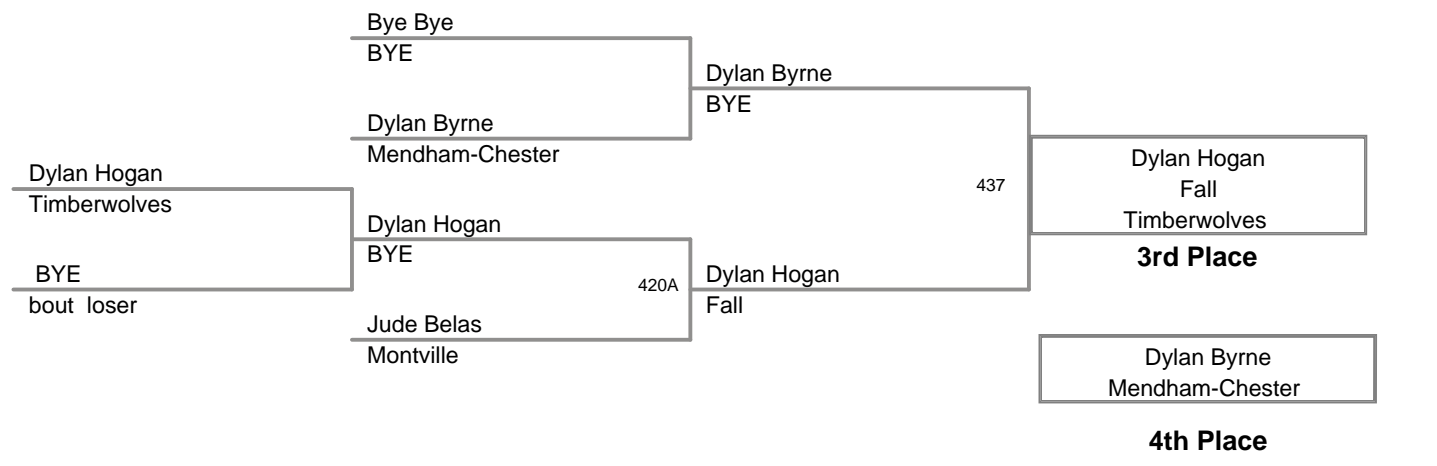 Bye Bye
BYE
Dylan Byrne
BYE
Dylan Byrne
Mendham-Chester
Dylan Hogan
Timberwolves
Dylan Hogan
Fall
Timberwolves
437
3rd Place
Dylan Hogan
BYE
BYE
bout loser
420A
Dylan Hogan
Fall
Jude Belas
Montville
Dylan Byrne
Mendham-Chester
4th Place